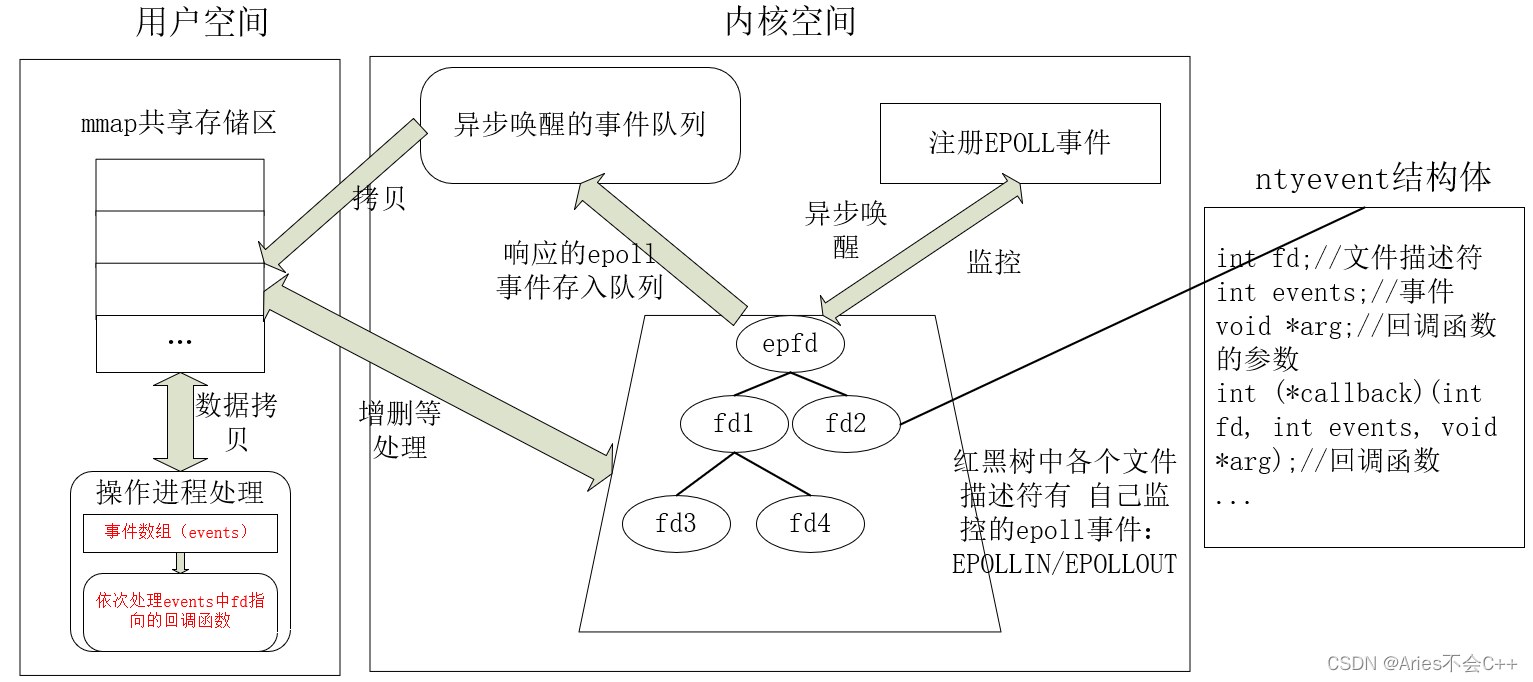 用户空间
内核空间
mmap共享存储区
...
异步唤醒的事件队列
注册EPOLL事件
拷贝
响应的epoll
事件存入队列
异步唤
醒
监控
ntyevent结构体
int fd;//文件描述符
int events;//事件
void *arg;//回调函数
的参数
int (*callback)(int
fd, int events, void
*arg);//回调函数
...
数据拷
贝
增删等
处理
epfd
fd1
fd2
fd3
fd4
红黑树中各个文件
描述符有 自己监
控的epoll事件：
EPOLLIN/EPOLLOUT
操作进程处理
事件数组（events）
依次处理events中fd指
向的回调函数
CSDN @Aries不会C++